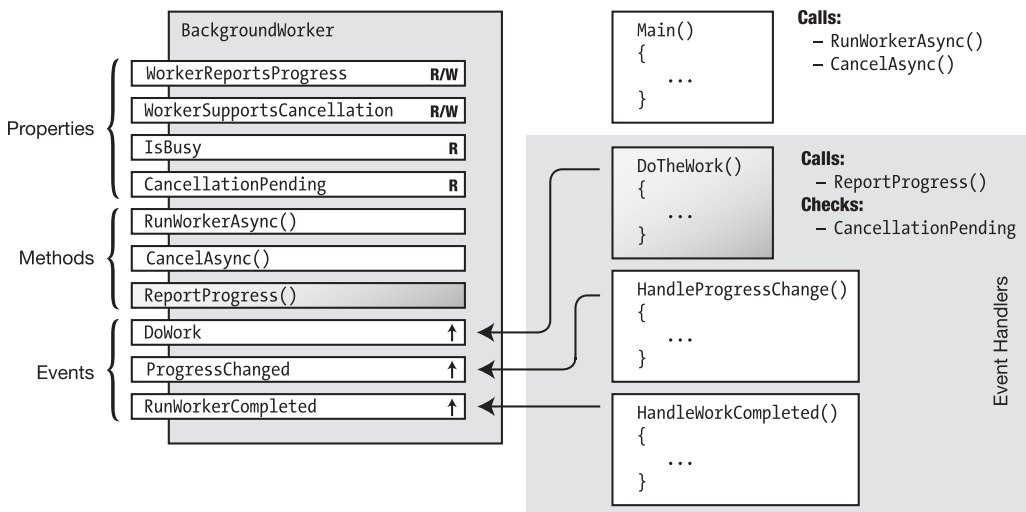 BackgroundWorker
Properties
WorkerReportsProgress R/W
WorkerSupportsCancellation R/W
IsBusy R
CancellationPending R
Methods
RunWorkerAsync()
CancelAsync()
ReportProgress()
Events
DoWork ↑
ProgressChanged ↑
RunWorkerCompleted ↑
Main()
{
...
}
Calls:
– RunWorkerAsync()
– CancelAsync()
DoTheWork()
{
...
}
Calls:
– ReportProgress()
Checks:
– CancellationPending
HandleProgressChange()
{
...
}
HandleWorkCompleted()
{
...
}
Event Handlers